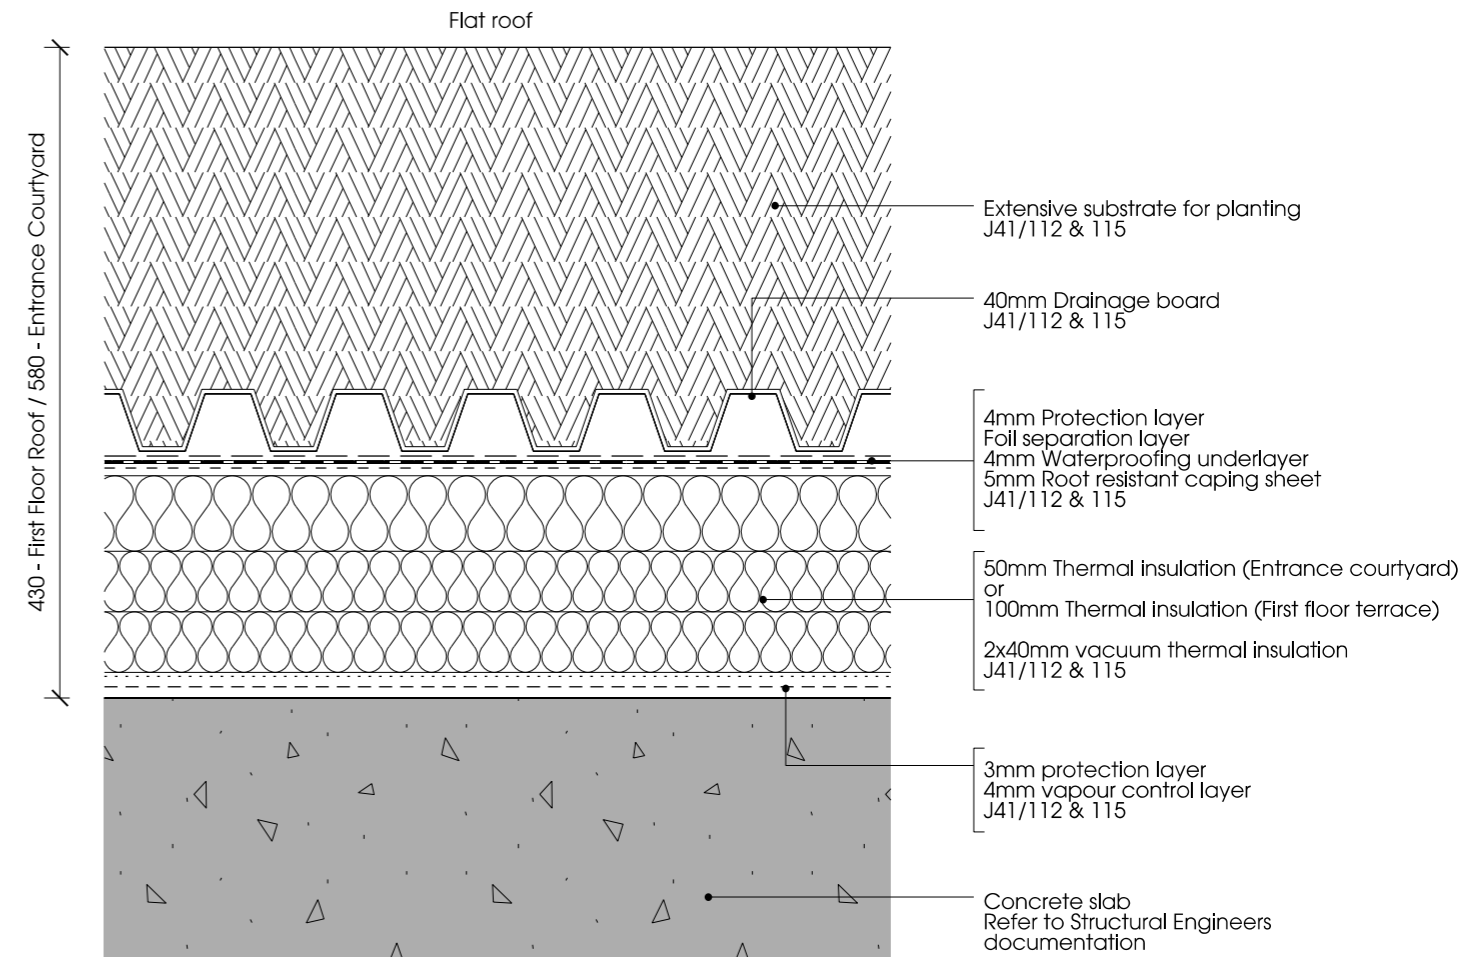 Flat roof
430 - First Floor Roof / 580 - Entrance Courtyard
Extensive substrate for planting
J41/112 & 115
40mm Drainage board
J41/112 & 115
4mm Protection layer
Foil separation layer
4mm Waterproofing underlayer
5mm Root resistant caping sheet
J41/112 & 115
50mm Thermal insulation (Entrance courtyard)
or
100mm Thermal insulation (First floor terrace)
2x40mm vacuum thermal insulation
J41/112 & 115
3mm protection layer
4mm vapour control layer
J41/112 & 115
Concrete slab
Refer to Structural Engineers
documentation